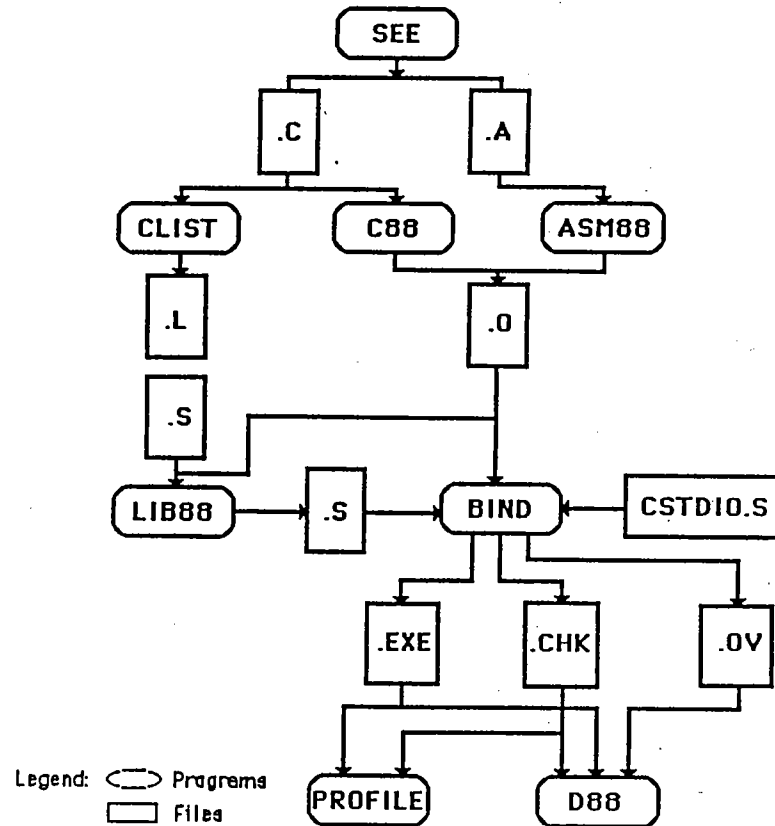 SEE
.C
.A
CLIST
C88
ASM88
.L
.O
.S
LIB88
.S
BIND
CSTDIO.S
.EXE
.CHK
.OV
Legend: Programs
Files
PROFILE
D88